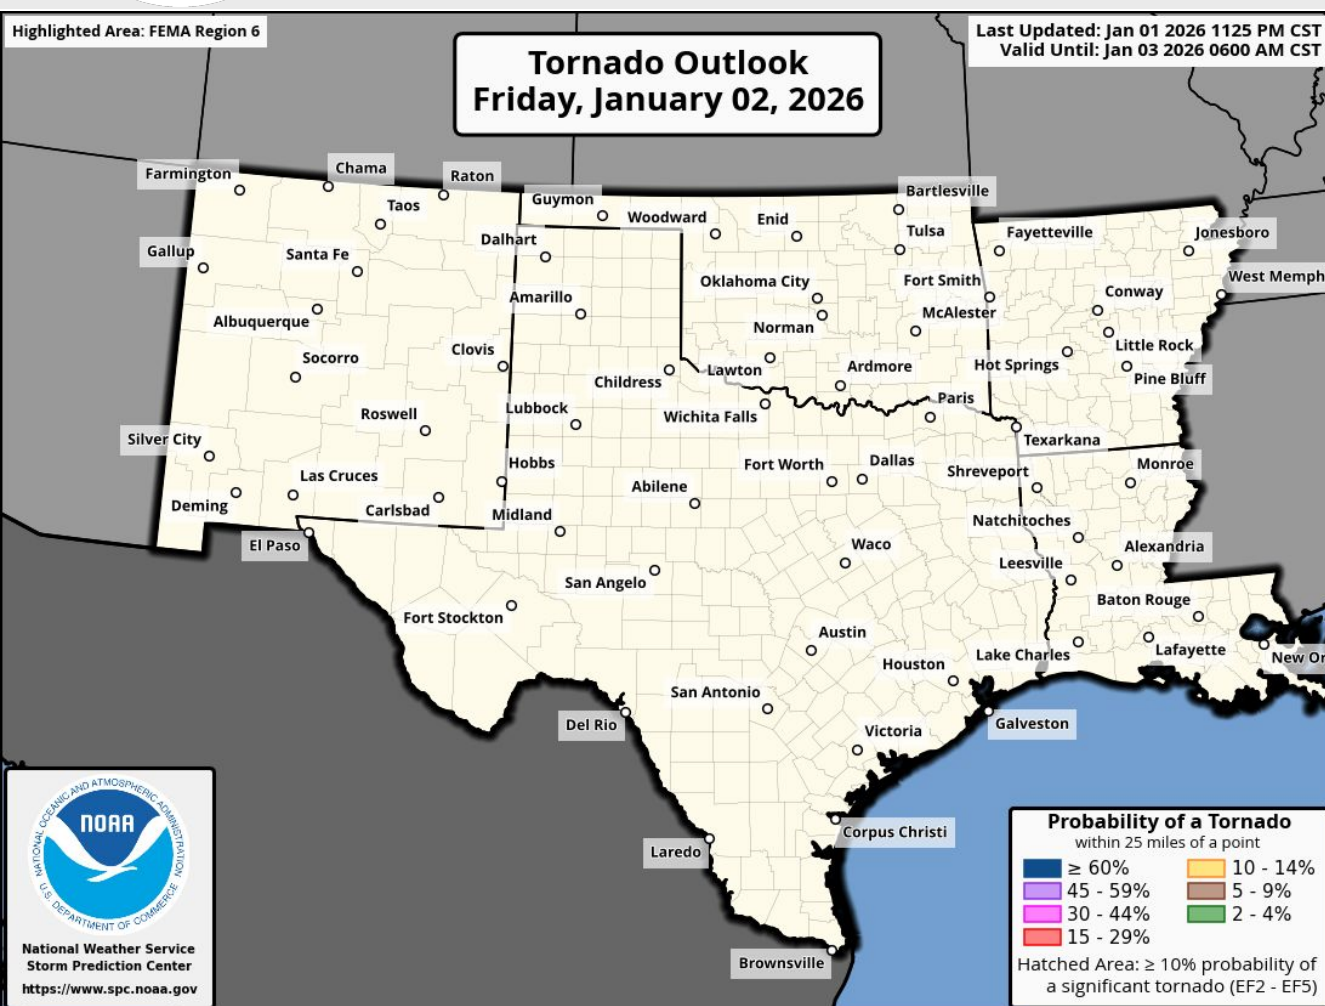 Highlighted Area: FEMA Region 6
Last Updated: Jan 01 2026 1125 PM CST
Valid Until: Jan 03 2026 0600 AM CST
Tornado Outlook
Friday, January 02, 2026
Farmington
Chama
Raton
Taos
Guymon
Woodward
Enid
Bartlesville
Tulsa
Fayetteville
Jonesboro
Gallup
Santa Fe
Dalhart
Oklahoma City
Fort Smith
West Memph
Conway
Amarillo
Albuquerque
Norman
McAlester
Little Rock
Socorro
Clovis
Childress
Lawton
Ardmore
Hot Springs
Pine Bluff
Roswell
Lubbock
Wichita Falls
Paris
Silver City
Texarkana
Las Cruces
Hobbs
Fort Worth
Dallas
Shreveport
Monroe
Deming
Carlsbad
Abilene
Midland
Natchitoches
El Paso
Waco
Alexandria
San Angelo
Leesville
Fort Stockton
Baton Rouge
Austin
Houston
Lake Charles
Lafayette
New Or
San Antonio
Del Rio
Victoria
Galveston
Corpus Christi
Laredo
Brownsville
NATIONAL OCEANIC AND ATMOSPHERIC ADMINISTRATION
NOAA
U.S. DEPARTMENT OF COMMERCE
National Weather Service
Storm Prediction Center
https://www.spc.noaa.gov
Probability of a Tornado
within 25 miles of a point
≥ 60%
10 - 14%
45 - 59%
5 - 9%
30 - 44%
2 - 4%
15 - 29%
Hatched Area: ≥ 10% probability of
a significant tornado (EF2 - EF5)